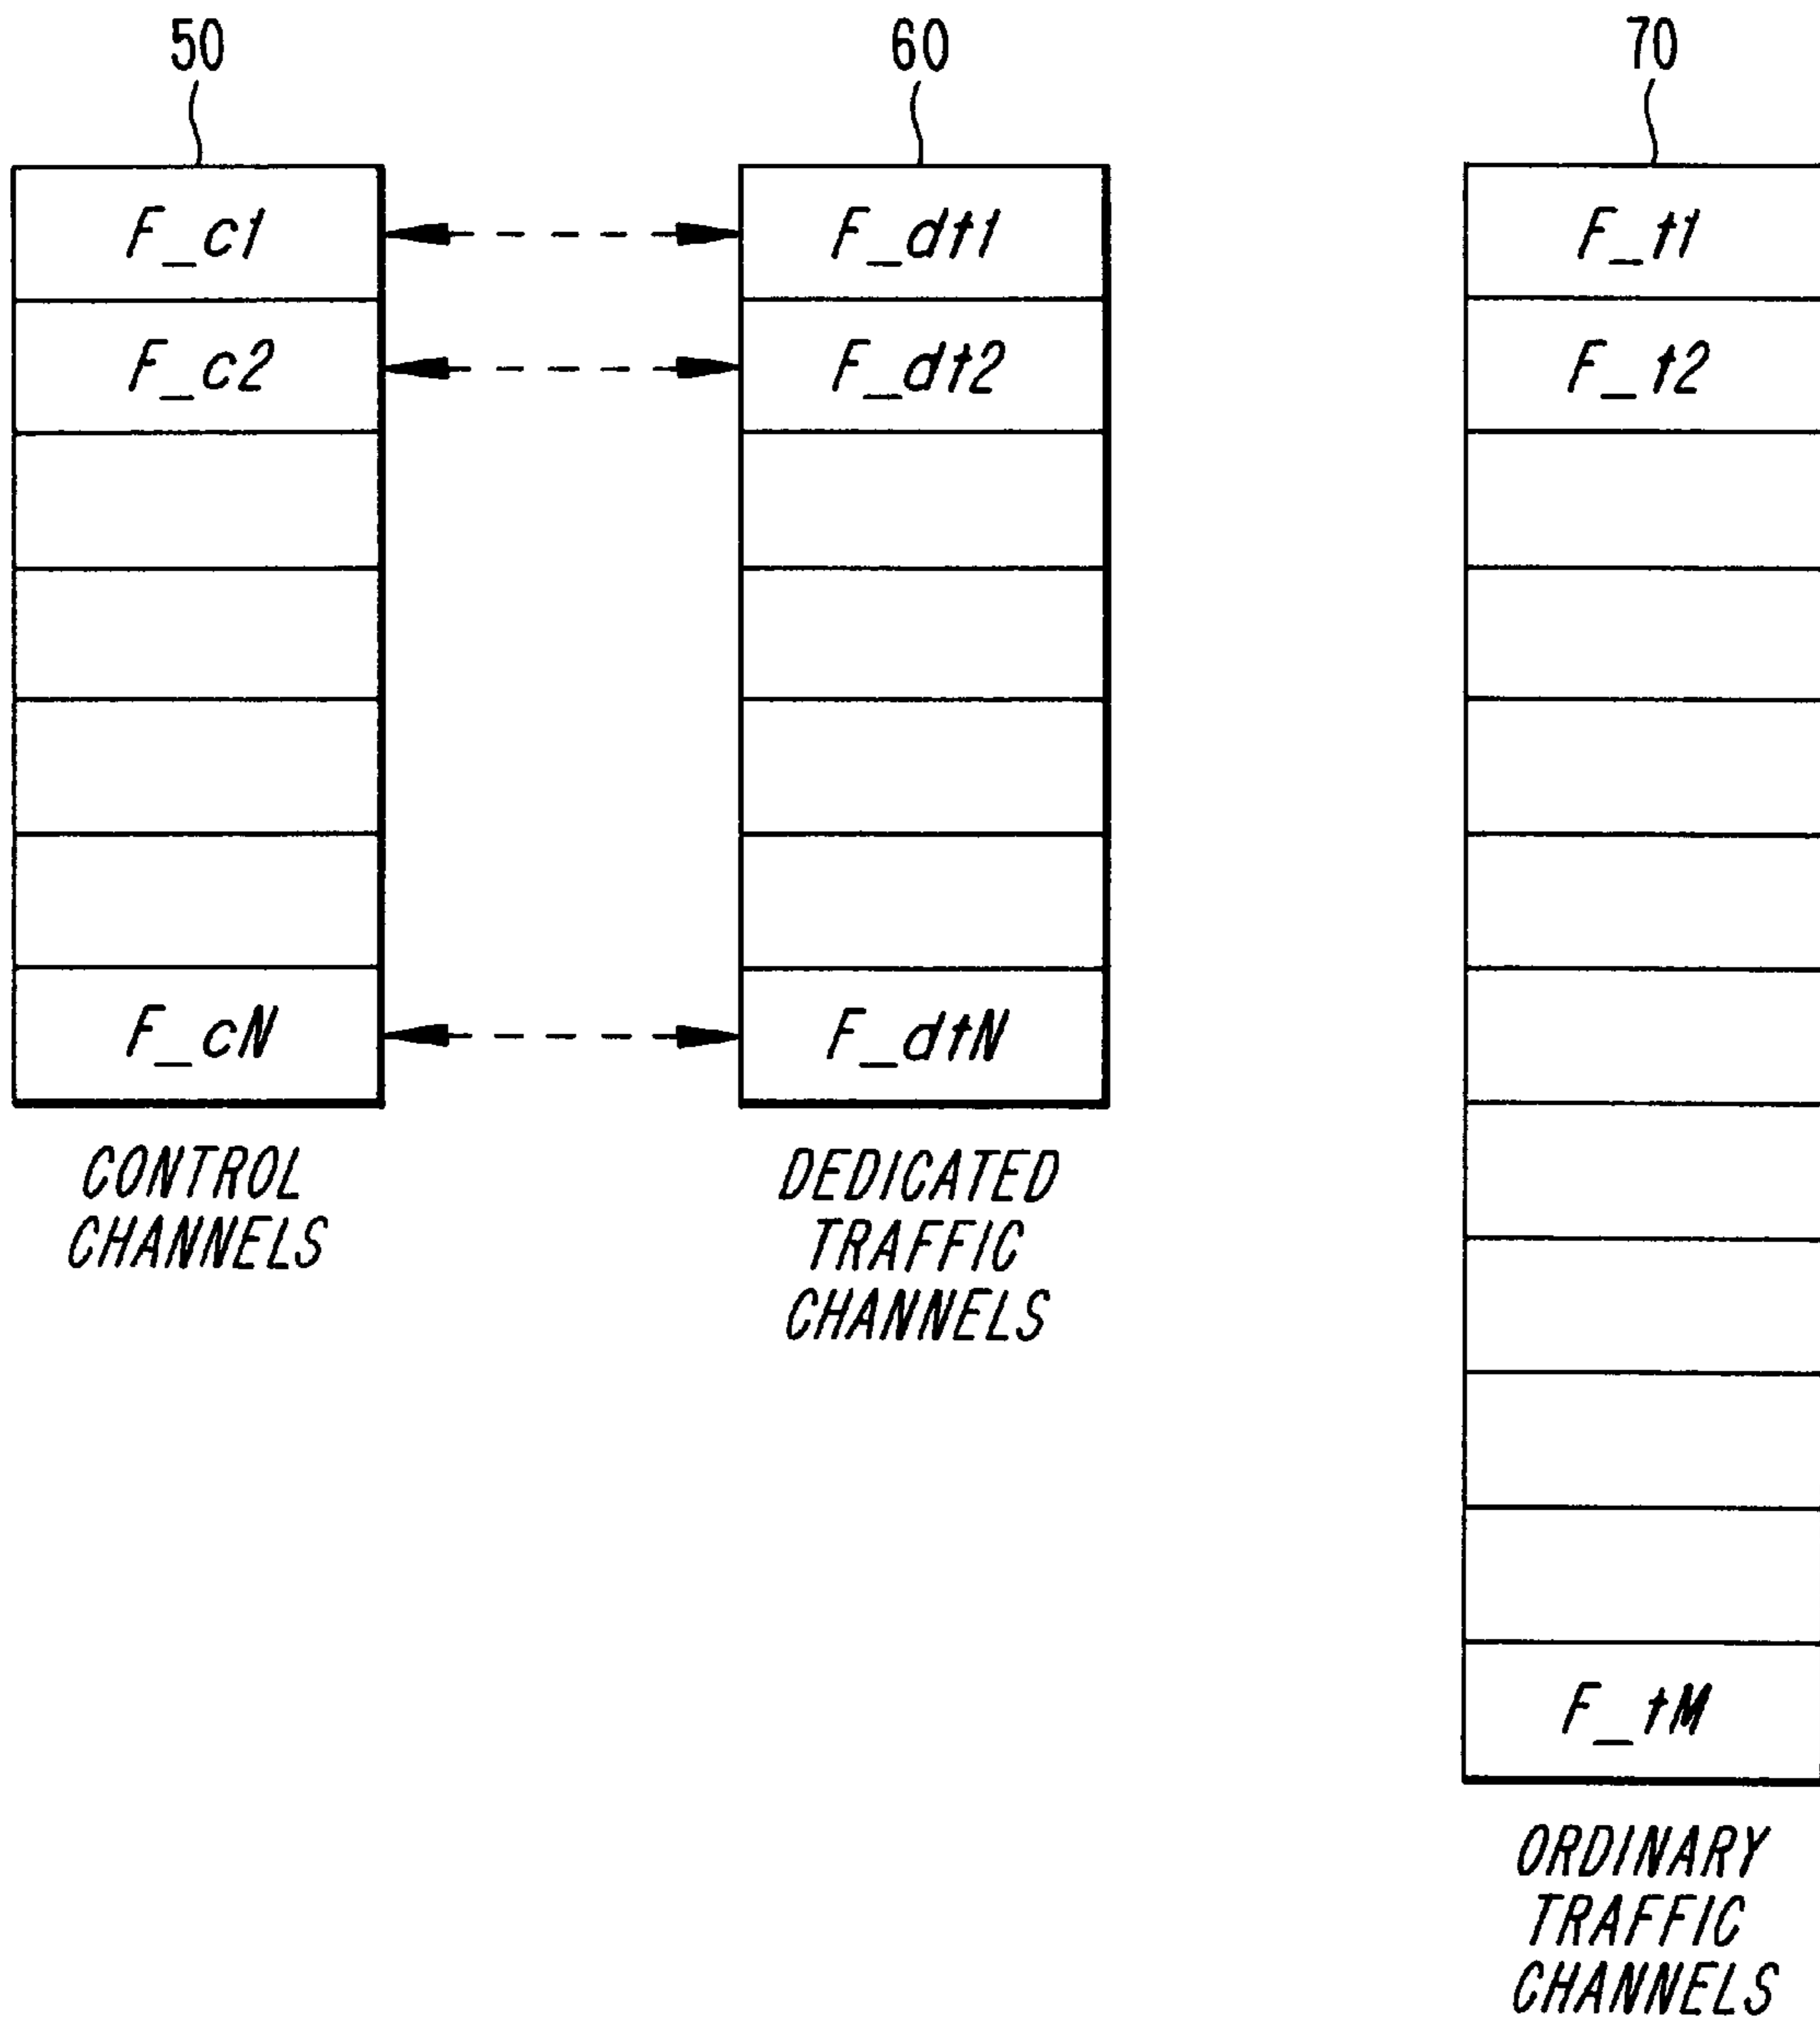 50
60
70
F_c1
F_dt1
F_t1
F_c2
F_dt2
F_t2
F_cN
F_dtN
CONTROL
CHANNELS
DEDICATED
TRAFFIC
CHANNELS
F_tM
ORDINARY
TRAFFIC
CHANNELS